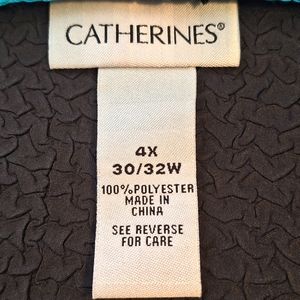 CATHERINES®
4X
30/32W
100%POLYESTER
MADE IN
CHINA
SEE REVERSE
FOR CARE